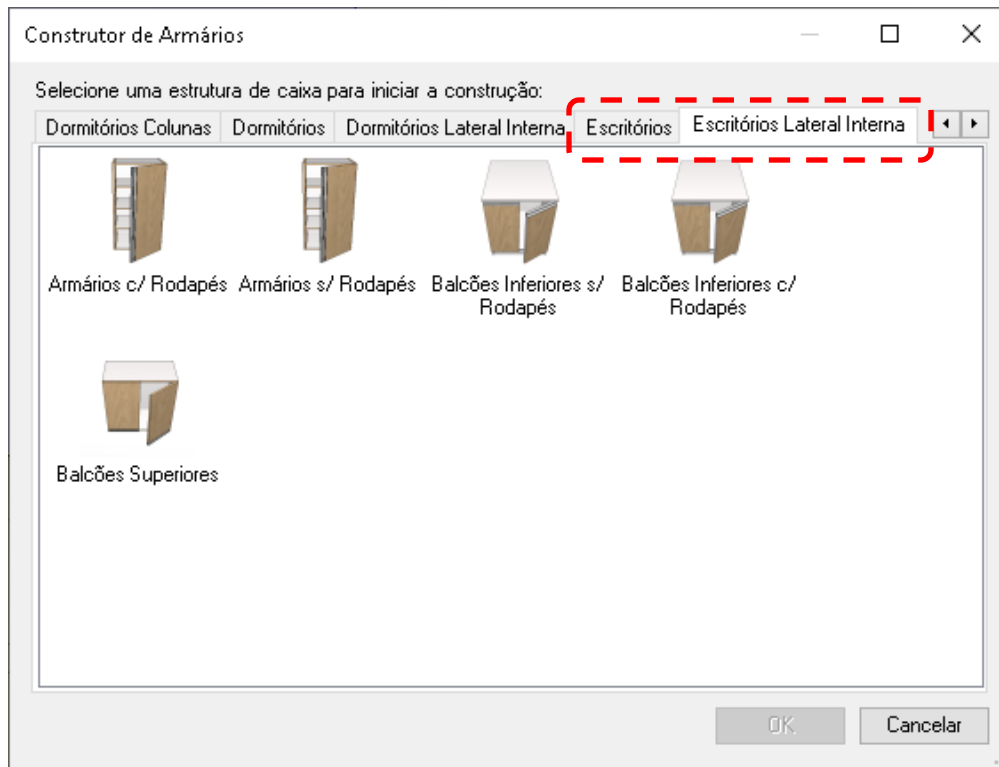 Construtor de Armários
Selecione uma estrutura de caixa para iniciar a construção:
Dormitórios Colunas Dormitórios Dormitórios Lateral Interna Escritórios Escritórios Lateral Interna
Armários c/ Rodapés Armários s/ Rodapés Balcões Inferiores s/ Balcões Inferiores c/
Rodapés Rodapés
Balcões Superiores
OK Cancelar